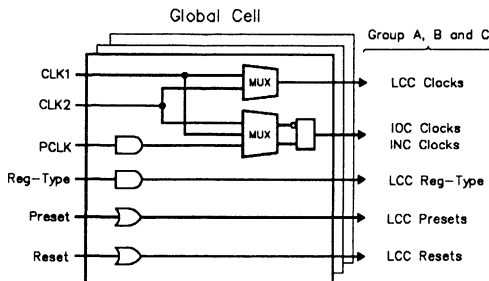 Global Cell
Group A, B and C
CLK1
MUX
LCC Clocks
CLK2
MUX
IOC Clocks
INC Clocks
PCLK
Reg-Type
LCC Reg-Type
Preset
LCC Presets
Reset
LCC Resets